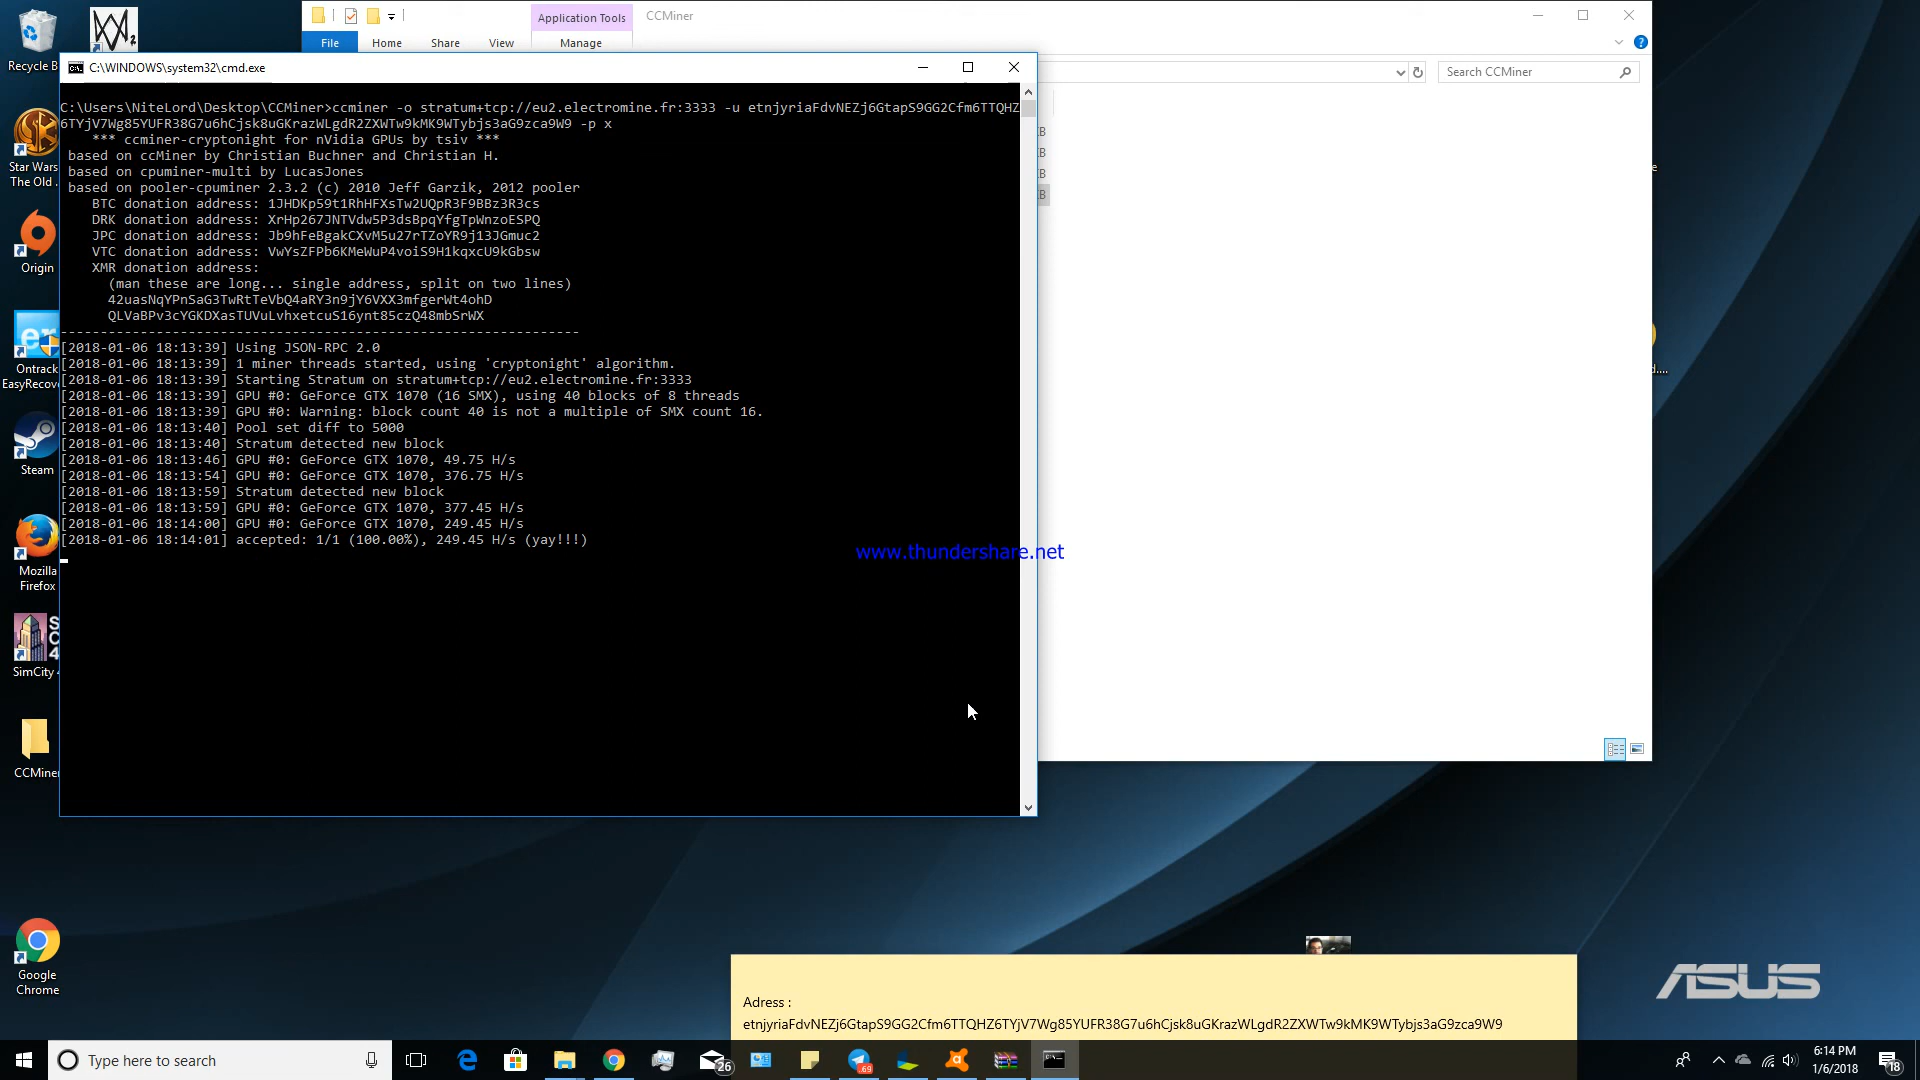 Recycle B
Application Tools
CCMiner
File
Home
Share
View
Manage
C:\WINDOWS\system32\cmd.exe
Search CCMiner
C:\Users\NiteLord\Desktop\CCMiner>ccminer -o stratum+tcp://eu2.electromine.fr:3333 -u etnjyriaFdvNEZj6GtapS9GG2Cfm6TTQHZ
6TYjV7Wg85YUFR38G7u6hCjsk8uGKrazWLgdR2ZXWTw9kMK9WTybjs3aG9zca9W9 -p x
*** ccminer-cryptonight for nVidia GPUs by tsiv ***
based on ccMiner by Christian Buchner and Christian H.
based on cpuminer-multi by LucasJones
based on pooler-cpuminer 2.3.2 (c) 2010 Jeff Garzik, 2012 pooler
BTC donation address: 1JHDKp59t1RhHFXsTw2UQpR3F9BBz3R3cs
DRK donation address: XrHp267JNTVdw5P3dsBpqYfgTpWnzoESPQ
JPC donation address: Jb9hFeBgakCXvM5u27rTZoYR9j13JGmuc2
VTC donation address: VwYsZFPb6KMeWuP4voiS9H1kqxcU9kGbsw
XMR donation address:
(man these are long... single address, split on two lines)
42uasNqYPnSaG3TwRtTeVbQ4aRY3n9jY6VXX3mfgerWt4ohD
QLVaBPv3cYGKDXasTUVuLvhxetcuS16ynt85czQ48mbSrWX
-----------------------------------------------------------------
[2018-01-06 18:13:39] Using JSON-RPC 2.0
[2018-01-06 18:13:39] 1 miner threads started, using 'cryptonight' algorithm.
[2018-01-06 18:13:39] Starting Stratum on stratum+tcp://eu2.electromine.fr:3333
[2018-01-06 18:13:39] GPU #0: GeForce GTX 1070 (16 SMX), using 40 blocks of 8 threads
[2018-01-06 18:13:39] GPU #0: Warning: block count 40 is not a multiple of SMX count 16.
[2018-01-06 18:13:40] Pool set diff to 5000
[2018-01-06 18:13:40] Stratum detected new block
[2018-01-06 18:13:46] GPU #0: GeForce GTX 1070, 49.75 H/s
[2018-01-06 18:13:54] GPU #0: GeForce GTX 1070, 376.75 H/s
[2018-01-06 18:13:59] Stratum detected new block
[2018-01-06 18:13:59] GPU #0: GeForce GTX 1070, 377.45 H/s
[2018-01-06 18:14:00] GPU #0: GeForce GTX 1070, 249.45 H/s
[2018-01-06 18:14:01] accepted: 1/1 (100.00%), 249.45 H/s (yay!!!)
www.thundershare.net
Star Wars
The Old .
Origin
Ontrack
EasyRecov
Steam
Mozilla
Firefox
SimCity 4
CCMiner
Google
Chrome
Adress :
etnjyriaFdvNEZj6GtapS9GG2Cfm6TTQHZ6TYjV7Wg85YUFR38G7u6hCjsk8uGKrazWLgdR2ZXWTw9kMK9WTybjs3aG9zca9W9
ASUS
Type here to search
26
69
6:14 PM
1/6/2018
18